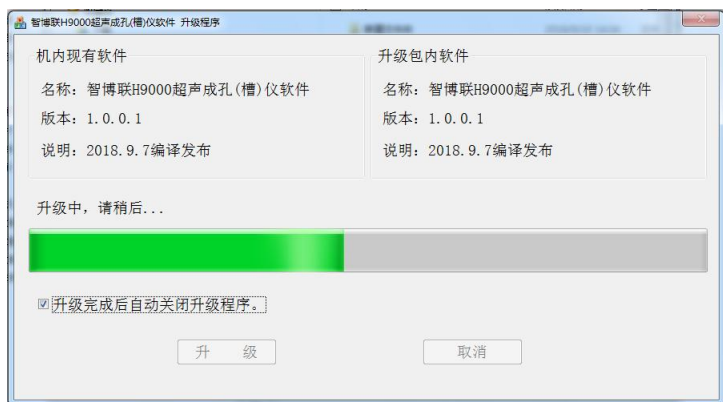 智博联H9000超声成孔(槽)仪软件 升级程序
机内现有软件
名称: 智博联H9000超声成孔(槽)仪软件
版本: 1.0.0.1
说明: 2018.9.7编译发布
升级包内软件
名称: 智博联H9000超声成孔(槽)仪软件
版本: 1.0.0.1
说明: 2018.9.7编译发布
升级中, 请稍后...
升级完成后自动关闭升级程序。
升 级
取消